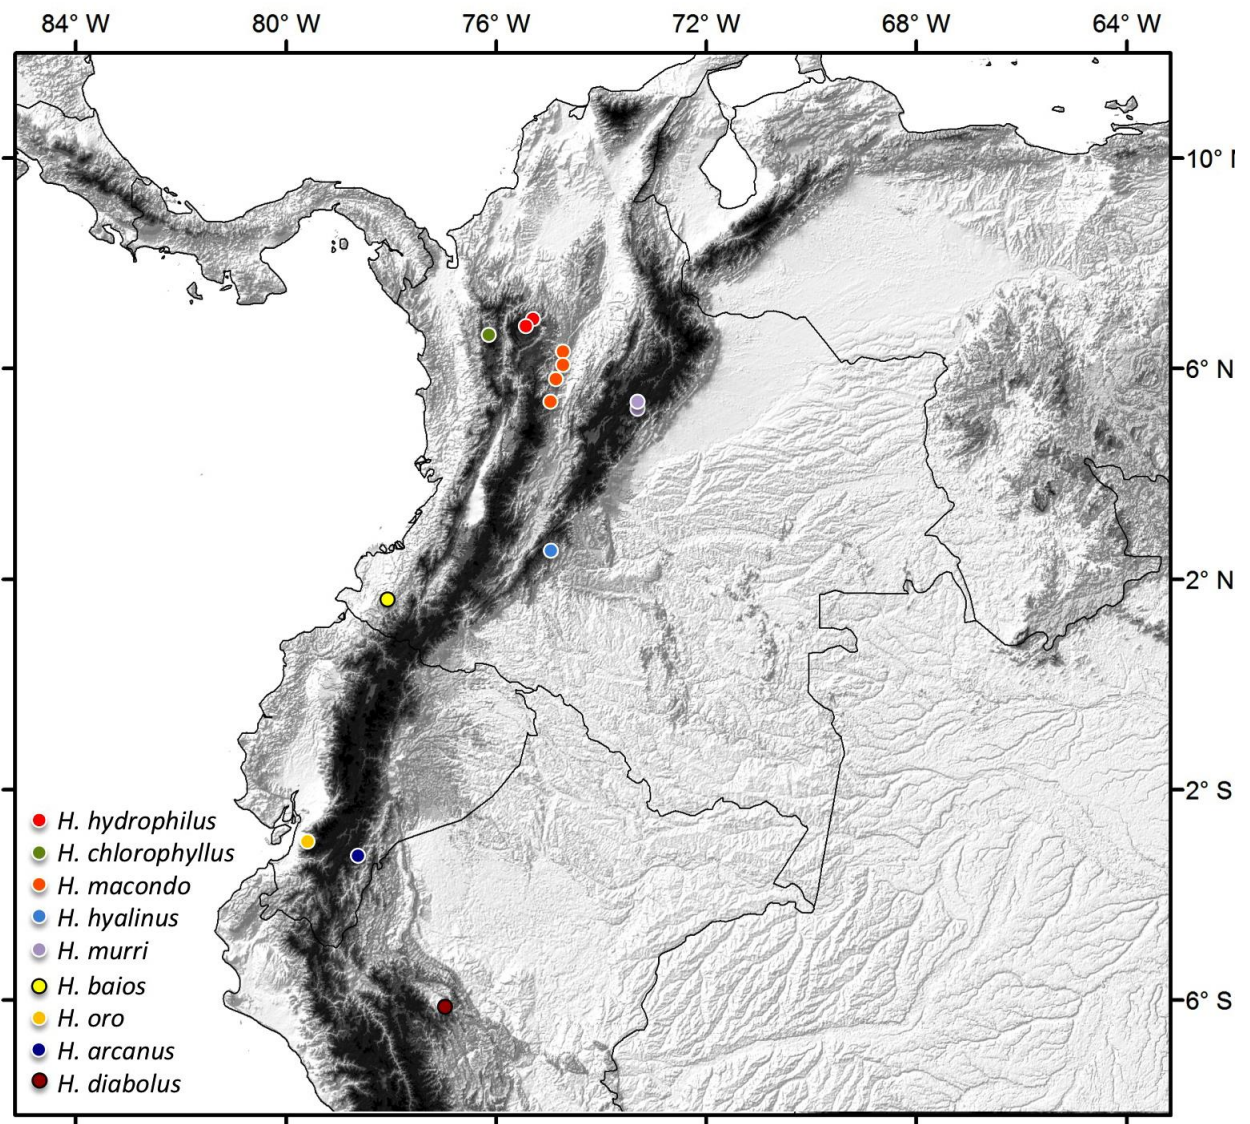 84° W 80° W 76° W 72° W 68° W 64° W
10° N
6° N
2° N
2° S
6° S
H. hydrophilus
H. chlorophyllus
H. macondo
H. hyalinus
H. murri
H. baios
H. oro
H. arcanus
H. diabolus